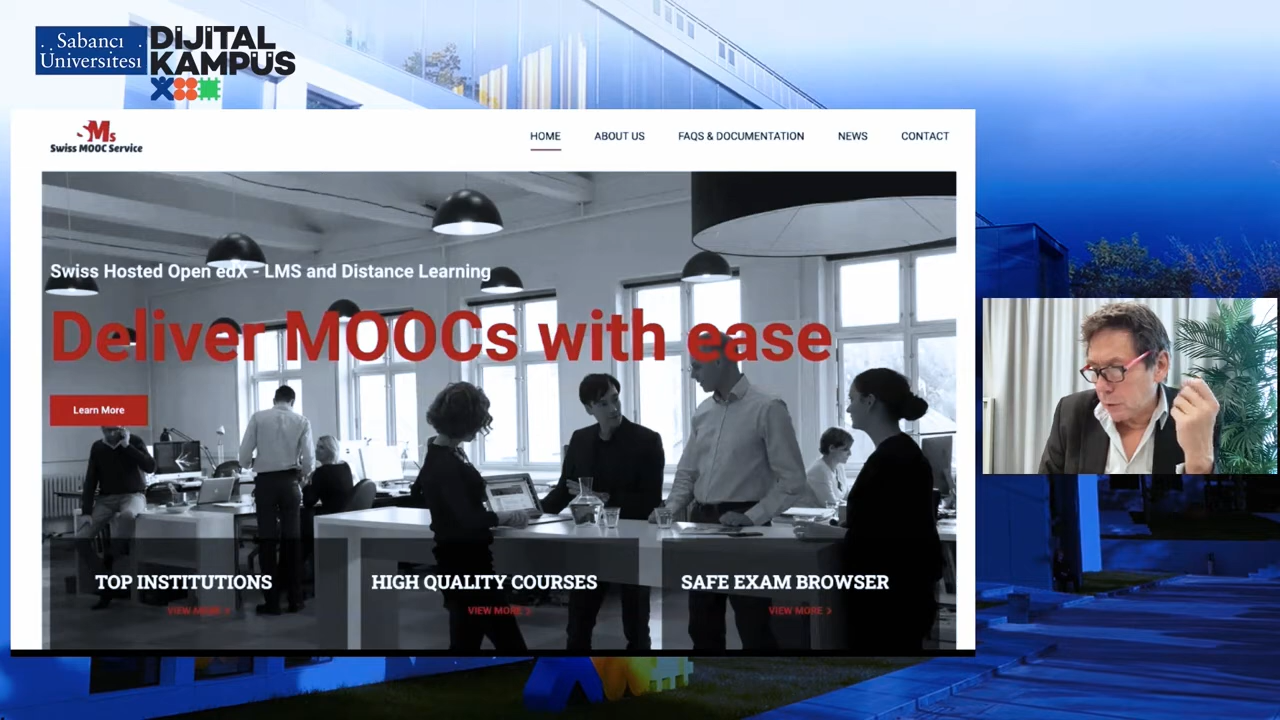 Sabancı
Üniversitesi
DİJİTAL
KAMPÜS
Ms
Swiss MOOC Service
HOME
ABOUT US
FAQS & DOCUMENTATION
NEWS
CONTACT
Swiss Hosted Open edX - LMS and Distance Learning
Deliver MOOCs with ease
Learn More
TOP INSTITUTIONS
HIGH QUALITY COURSES
SAFE EXAM BROWSER
VIEW MORE >
VIEW MORE >
VIEW MORE >